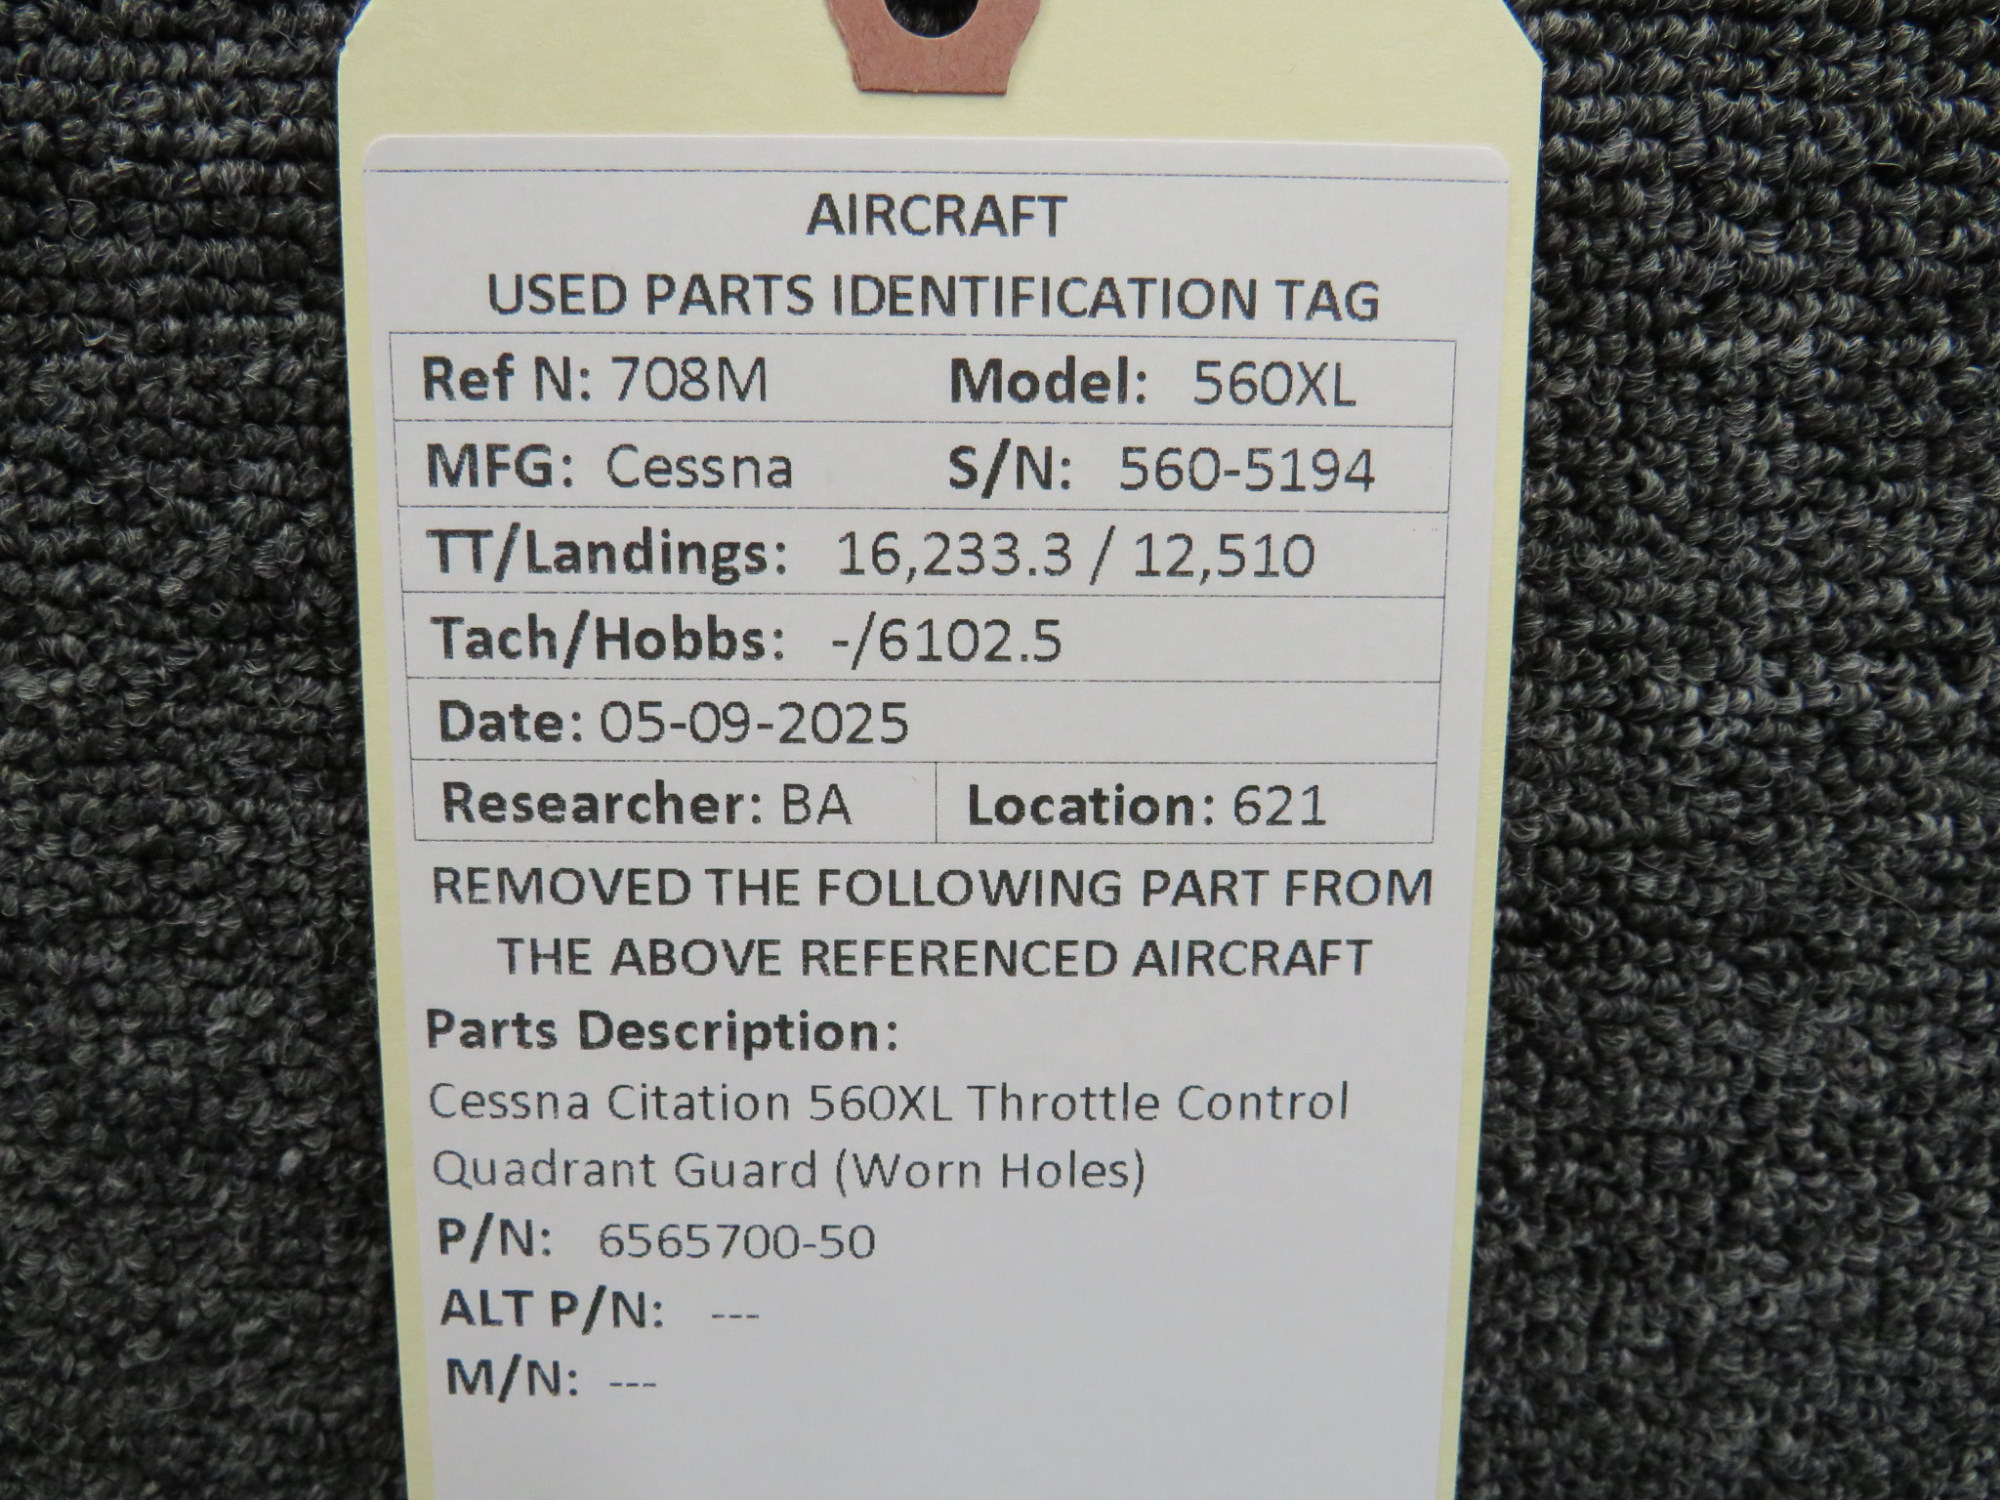 AIRCRAFT
USED PARTS IDENTIFICATION TAG
Ref N: 708M Model: 560XL
MFG: Cessna S/N: 560-5194
TT/Landings: 16,233.3 / 12,510
Tach/Hobbs: -/6102.5
Date: 05-09-2025
Researcher: BA Location: 621
REMOVED THE FOLLOWING PART FROM
THE ABOVE REFERENCED AIRCRAFT
Parts Description:
Cessna Citation 560XL Throttle Control
Quadrant Guard (Worn Holes)
P/N: 6565700-50
ALT P/N: ---
M/N: ---